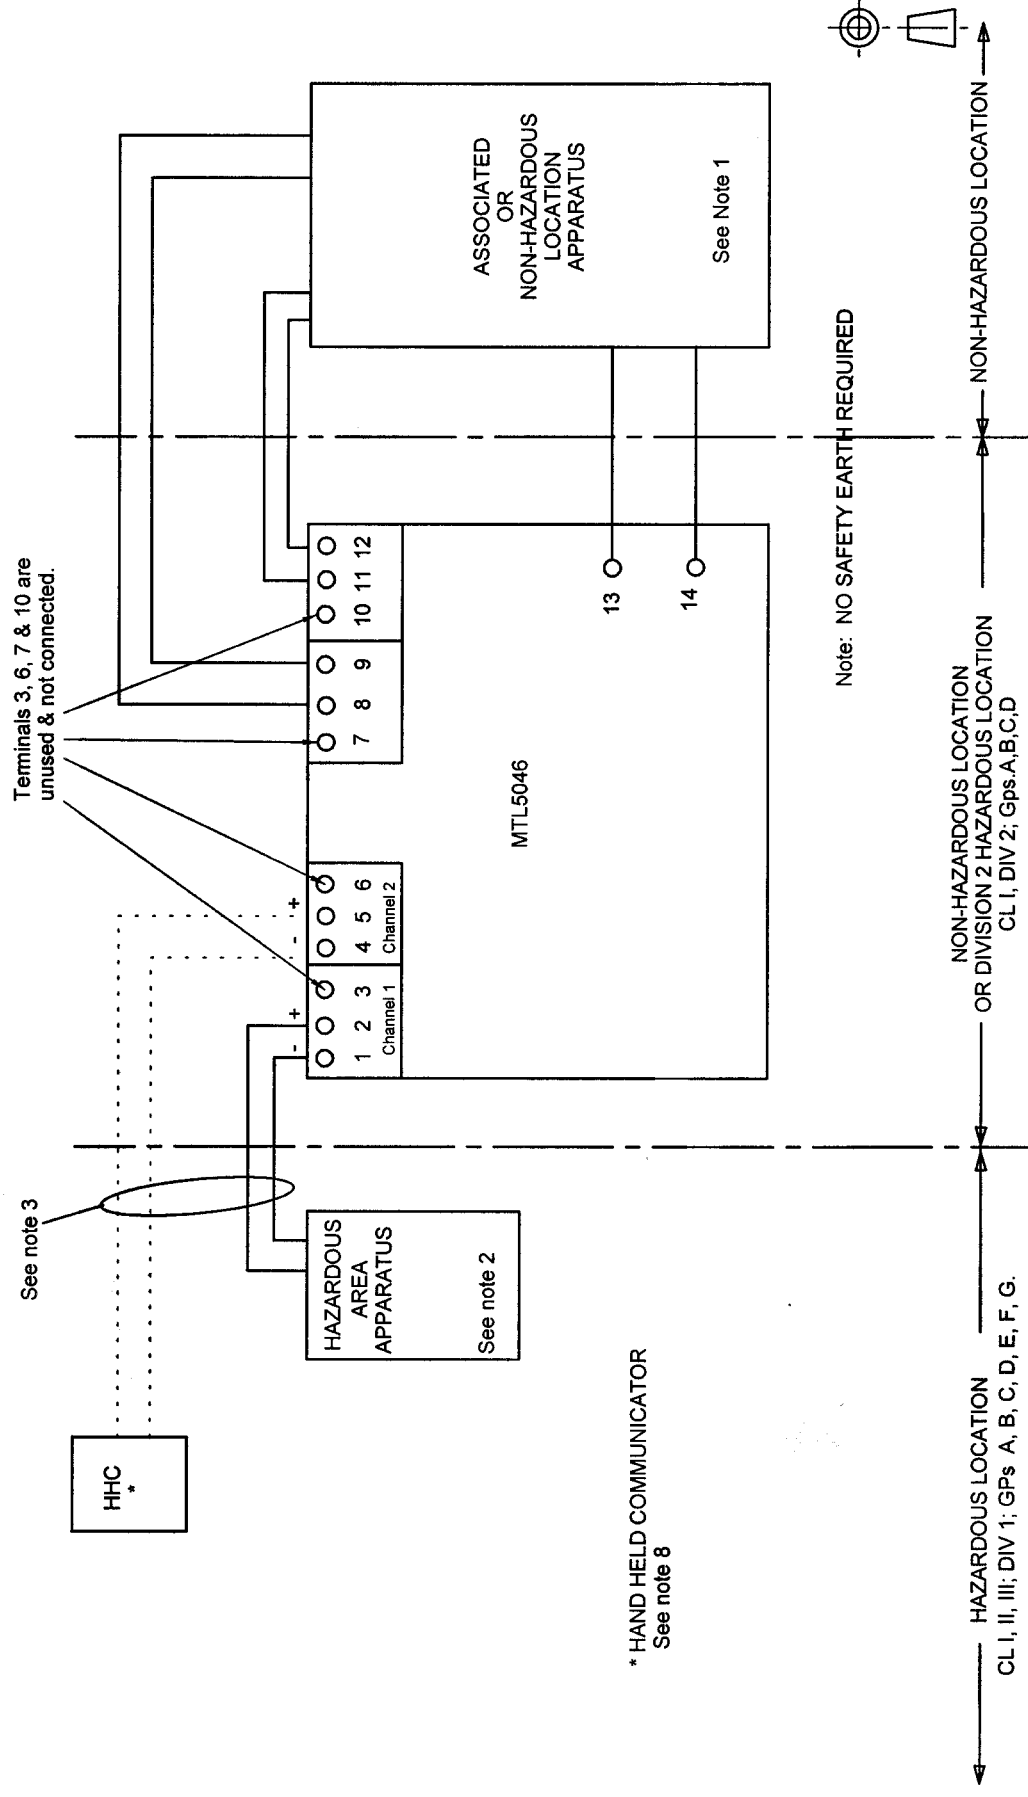 Terminals 3, 6, 7 & 10 are
unused & not connected.
See note 3
HHC
*
HAZARDOUS
AREA
APPARATUS
See note 2
- +
1 2 3
Channel 1
- +
4 5 6
Channel 2
7 8 9
10 11 12
MTL5046
13
14
ASSOCIATED
OR
NON-HAZARDOUS
LOCATION
APPARATUS
See Note 1
* HAND HELD COMMUNICATOR
See note 8
Note: NO SAFETY EARTH REQUIRED
HAZARDOUS LOCATION
CL I, II, III; DIV 1; GPs A, B, C, D, E, F, G.
NON-HAZARDOUS LOCATION
OR DIVISION 2 HAZARDOUS LOCATION
CL I, DIV 2; Gps.A,B,C,D
NON-HAZARDOUS LOCATION